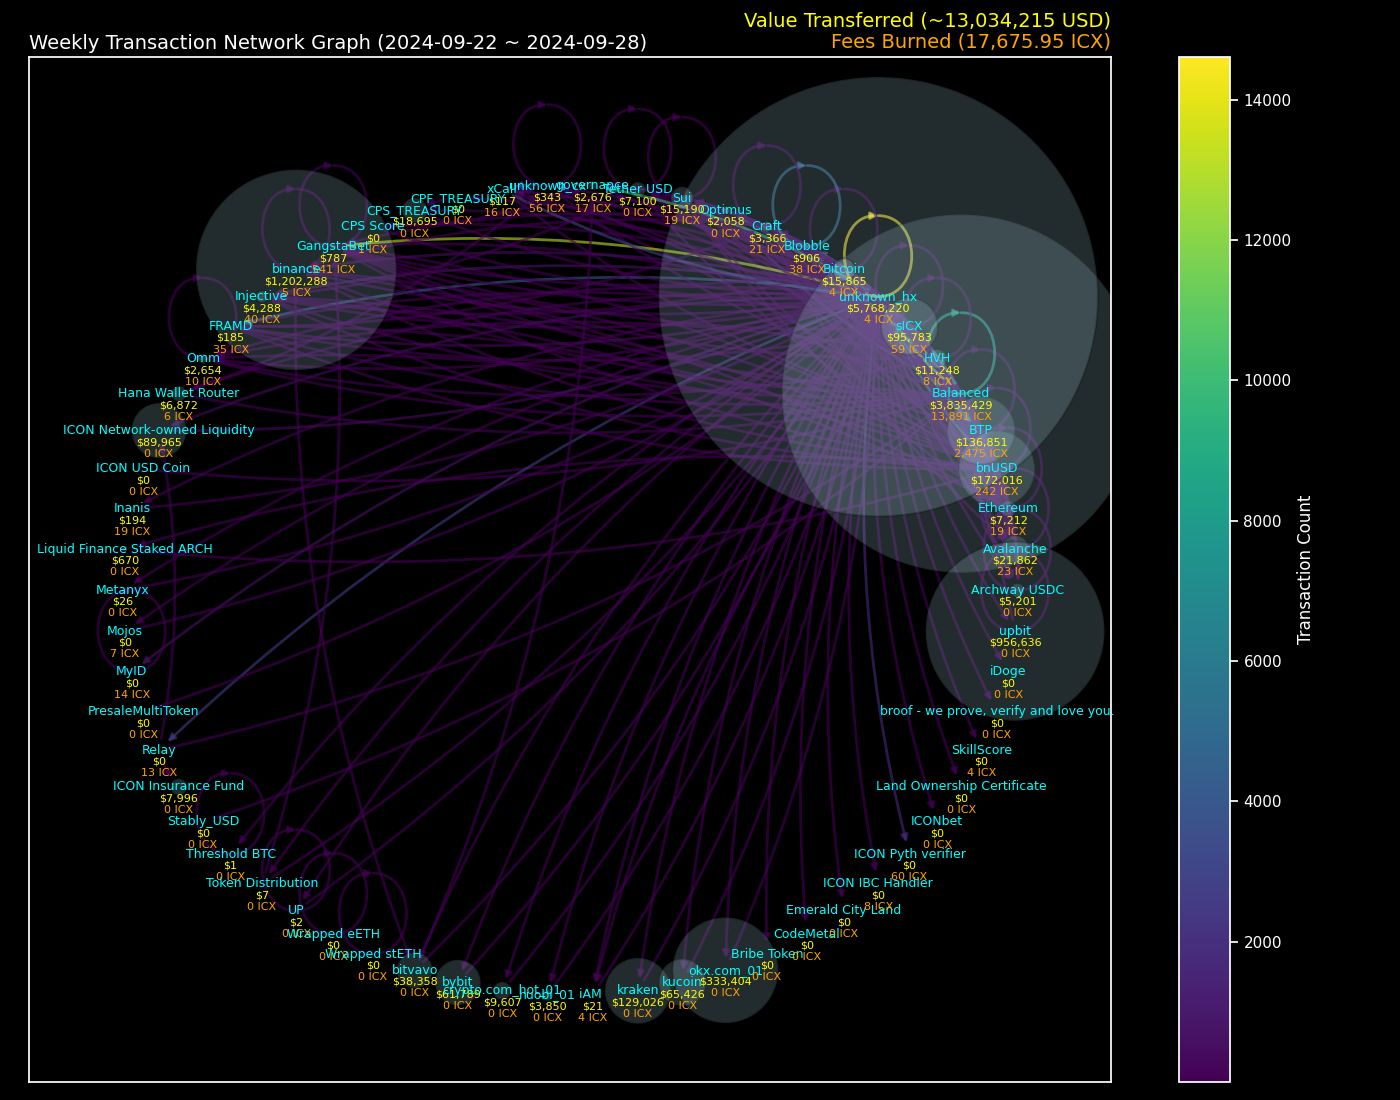 Value Transferred (~13,034,215 USD)
Weekly Transaction Network Graph (2024-09-22 ~ 2024-09-28)
Fees Burned (17,675.95 ICX)
unknown_cx
$343
56 ICX
governance
$2,676
17 ICX
Tether USD
$7,100
0 ICX
xCall
$117
16 ICX
Sui
$15,190
19 ICX
CPF_TREASURY
$0
0 ICX
Optimus
$2,058
0 ICX
CPS_TREASURY
$18,695
0 ICX
Craft
$3,366
21 ICX
CPS Score
$0
1 ICX
Blobble
$906
38 ICX
GangstaBet
$787
ICX
Bitcoin
$15,865
4 ICX
binance
$1,202,288
5 ICX
unknown_hx
$5,768,220
4 ICX
Injective
$4,288
40 ICX
sICX
$95,783
59 ICX
FRAMD
$185
35 ICX
HVH
$11,248
8 ICX
Omm
$2,654
10 ICX
Balanced
$3,835,429
13,891 ICX
Hana Wallet Router
$6,872
6 ICX
BTP
$136,851
2,475 ICX
ICON Network-owned Liquidity
$89,965
0 ICX
bnUSD
$172,016
242 ICX
ICON USD Coin
$0
0 ICX
Ethereum
$7,212
19 ICX
Inanis
$194
19 ICX
Avalanche
$21,862
23 ICX
Liquid Finance Staked ARCH
$670
0 ICX
Archway USDC
$5,201
0 ICX
Metanyx
$26
0 ICX
upbit
$956,636
0 ICX
Mojos
$0
7 ICX
iDoge
$0
0 ICX
MyID
$0
14 ICX
broof - we prove, verify and love you.
$0
0 ICX
PresaleMultiToken
$0
0 ICX
SkillScore
$0
4 ICX
Relay
$0
13 ICX
Land Ownership Certificate
$0
0 ICX
ICON Insurance Fund
$7,996
0 ICX
ICONbet
$0
0 ICX
Stably_USD
$0
0 ICX
ICON Pyth verifier
$0
60 ICX
Threshold BTC
$1
0 ICX
ICON IBC Handler
$0
8 ICX
Token Distribution
$7
0 ICX
Emerald City Land
$0
ICX
UP
$2
0 ICX
CodeMetal
$0
0 ICX
Wrapped eETH
$0
0 ICX
Bribe Token
$0
0 ICX
Wrapped stETH
$0
0 ICX
okx.com_01
$333,404
0 ICX
bitvavo
$38,358
0 ICX
kucoin
$65,426
0 ICX
bybit
$61,789
0 ICX
kraken
$129,026
0 ICX
crypto.com_hot_01
$9,607
0 ICX
$3,850
0 ICX
iAM
$21
4 ICX
14000
12000
10000
8000
6000
4000
2000
Transaction Count